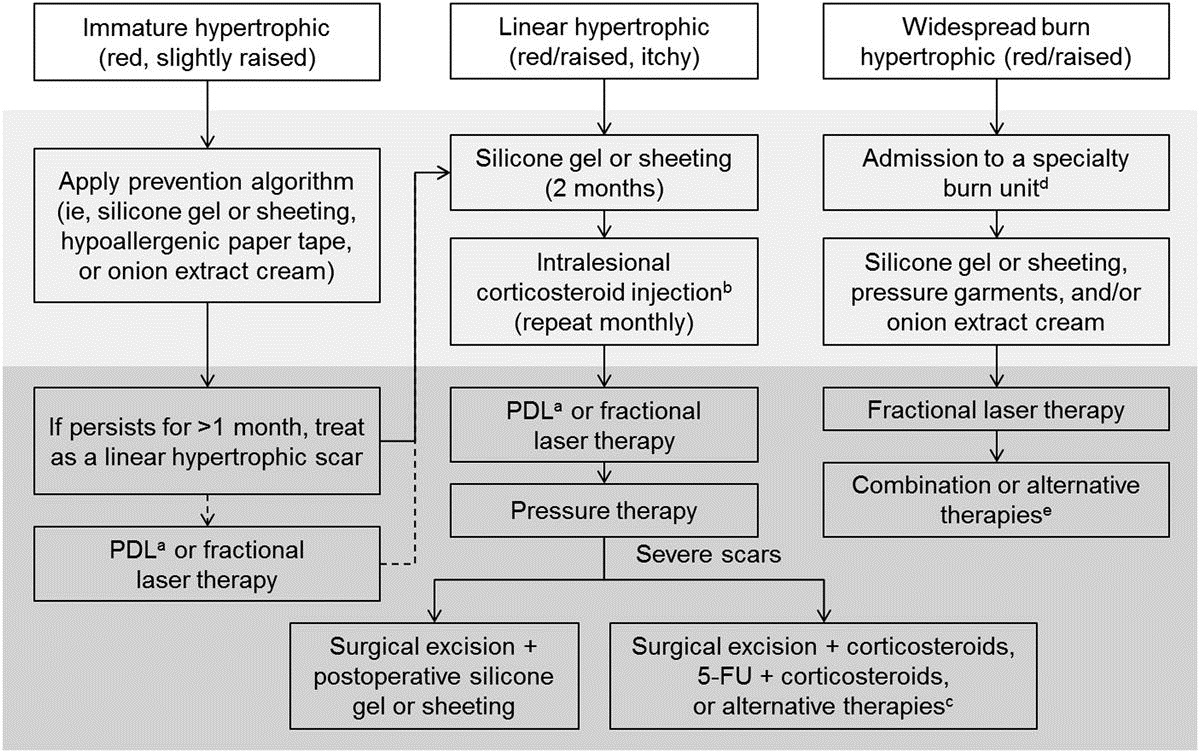 Immature hypertrophic
(red, slightly raised)
Apply prevention algorithm
(ie, silicone gel or sheeting,
hypoallergenic paper tape,
or onion extract cream)
If persists for >1 month, treat
as a linear hypertrophic scar
PDLᵃ or fractional
laser therapy
Linear hypertrophic
(red/raised, itchy)
Silicone gel or sheeting
(2 months)
Intralesional
corticosteroid injectionᵇ
(repeat monthly)
PDLᵃ or fractional
laser therapy
Pressure therapy
Severe scars
Surgical excision +
postoperative silicone
gel or sheeting
Surgical excision + corticosteroids,
5-FU + corticosteroids,
or alternative therapiesᶜ
Widespread burn
hypertrophic (red/raised)
Admission to a specialty
burn unitᵈ
Silicone gel or sheeting,
pressure garments, and/or
onion extract cream
Fractional laser therapy
Combination or alternative
therapiesᵉ